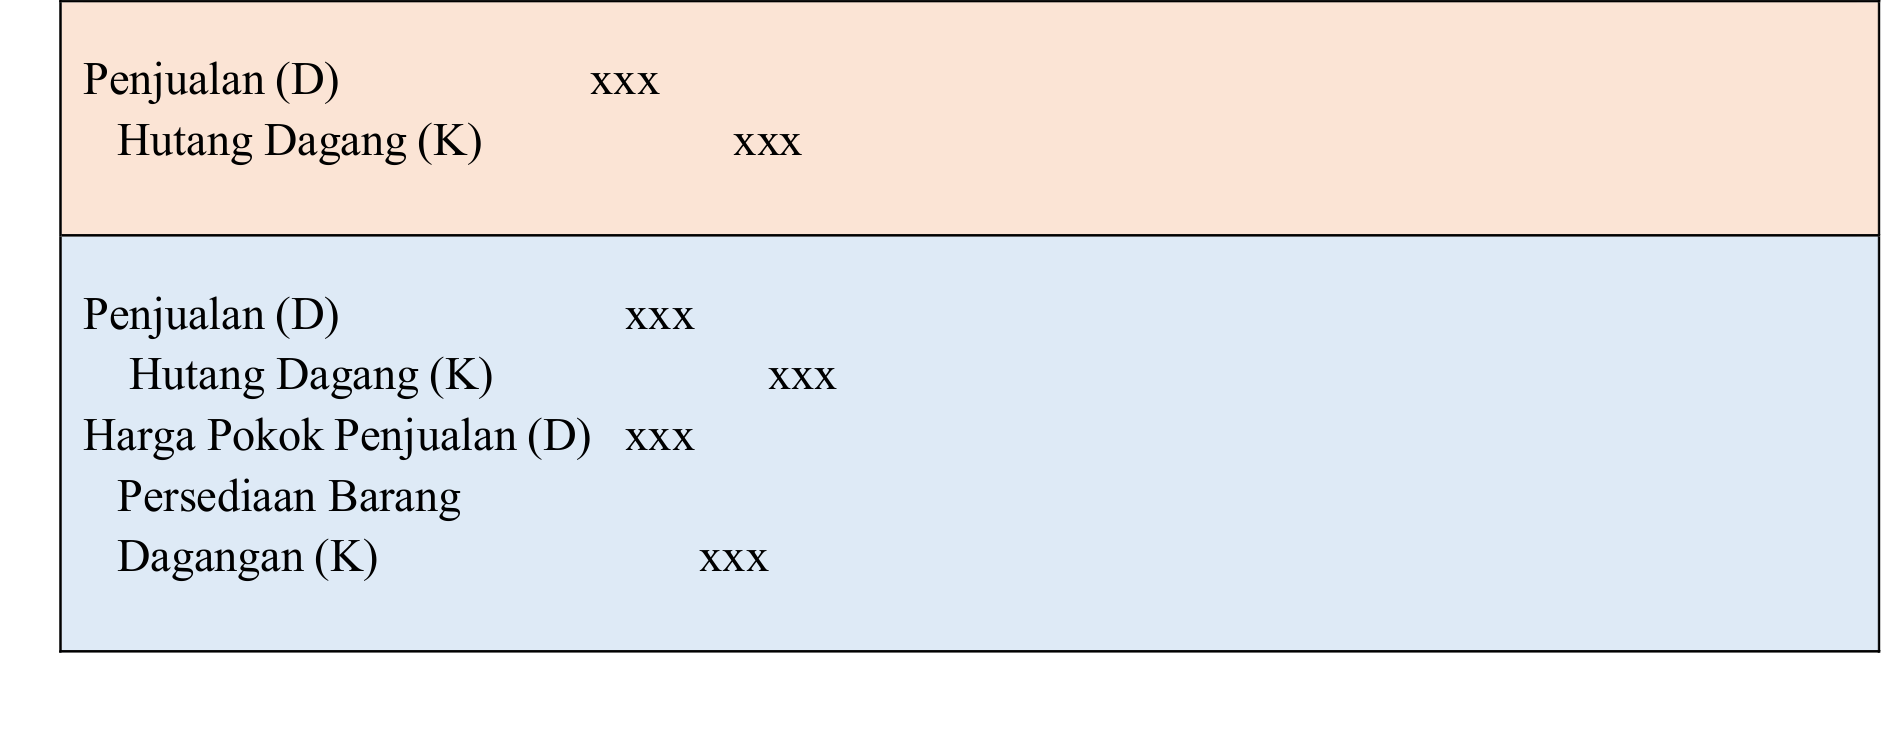 Penjualan (D) xxx
Hutang Dagang (K) xxx
Penjualan (D) xxx
Hutang Dagang (K) xxx
Harga Pokok Penjualan (D) xxx
Persediaan Barang
Dagangan (K) xxx